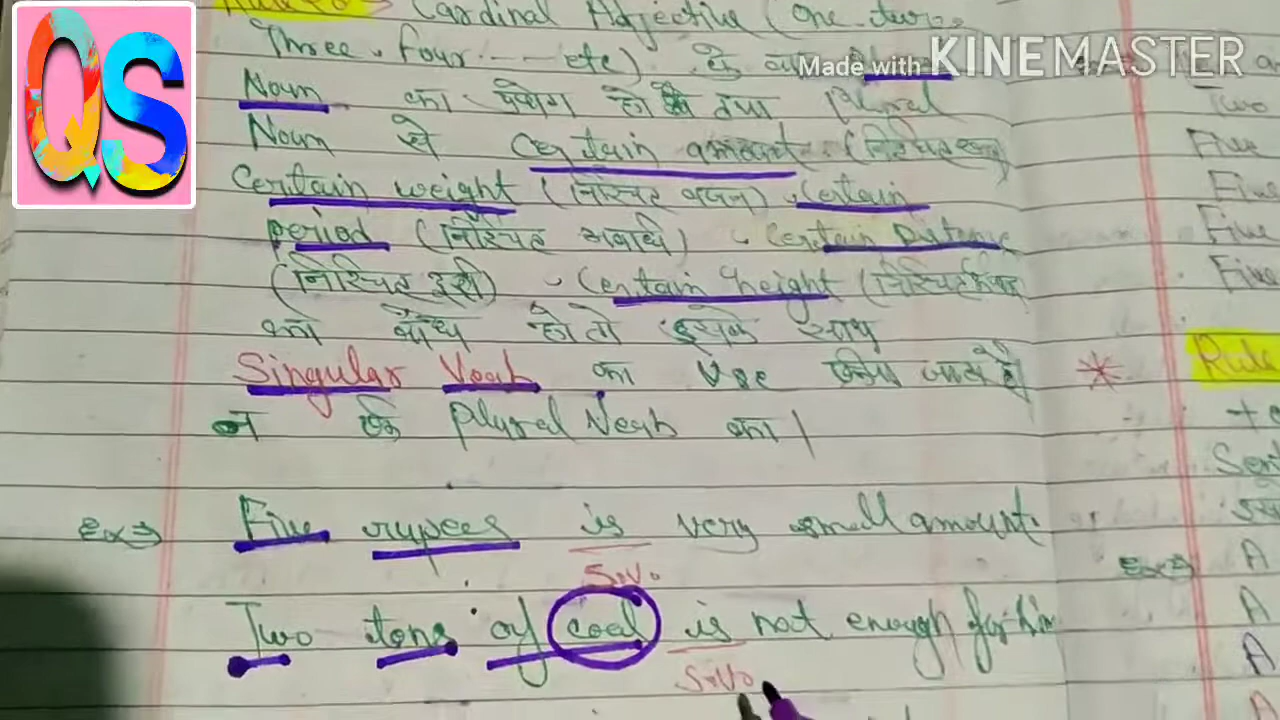 QS
Made with KINEMASTER
Cardinal Adjective (One, two,
Three, four ---- etc) के बाद
Noun का प्रयोग हो तथा Plural
Noun से Certain amount (निश्चित रकम)
Certain weight (निश्चित वजन), Certain
period (निश्चित अवधि), Certain Distance
(निश्चित दूरी), Certain height (निश्चित
को बोध हो तो इसके साथ
Singular Verb का Use किया जाता है
न कि plural Verb का।
Ex→ Five rupees is very small amount.
S.V.
Two tons of coal is not enough for him
S.V.
Two
Five
Five
Five
Five
Rule
Ex→ A
A
A